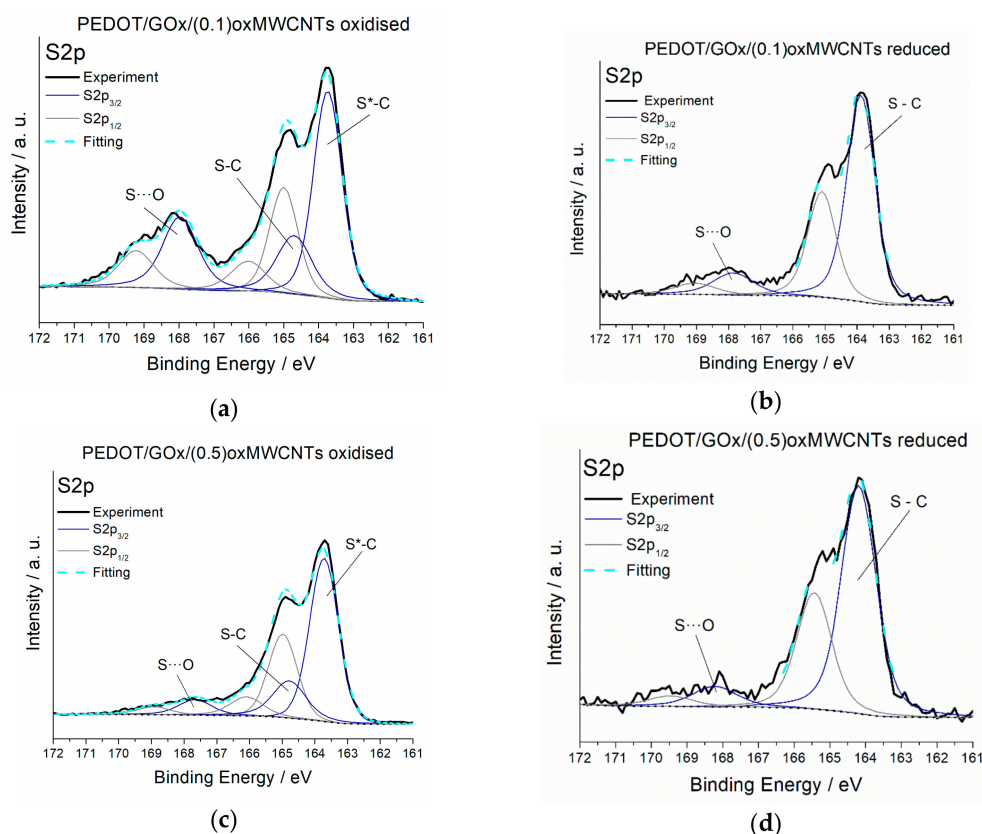 PEDOT/GOx/(0.1)oxMWCNTs oxidised
S2p
Experiment
S2p3/2
S2p1/2
Fitting
S*-C
S-C
S···O
Intensity / a. u.
172 171 170 169 168 167 166 165 164 163 162 161
Binding Energy / eV
(a)
PEDOT/GOx/(0.1)oxMWCNTs reduced
S2p
Experiment
S2p3/2
S2p1/2
Fitting
S - C
S···O
Intensity / a. u.
172 171 170 169 168 167 166 165 164 163 162 161
Binding Energy / eV
(b)
PEDOT/GOx/(0.5)oxMWCNTs oxidised
S2p
Experiment
S2p3/2
S2p1/2
Fitting
S*-C
S-C
S···O
Intensity / a. u.
172 171 170 169 168 167 166 165 164 163 162 161
Binding Energy / eV
(c)
PEDOT/GOx/(0.5)oxMWCNTs reduced
S2p
Experiment
S2p3/2
S2p1/2
Fitting
S - C
S···O
Intensity / a. u.
172 171 170 169 168 167 166 165 164 163 162 161
Binding Energy / eV
(d)